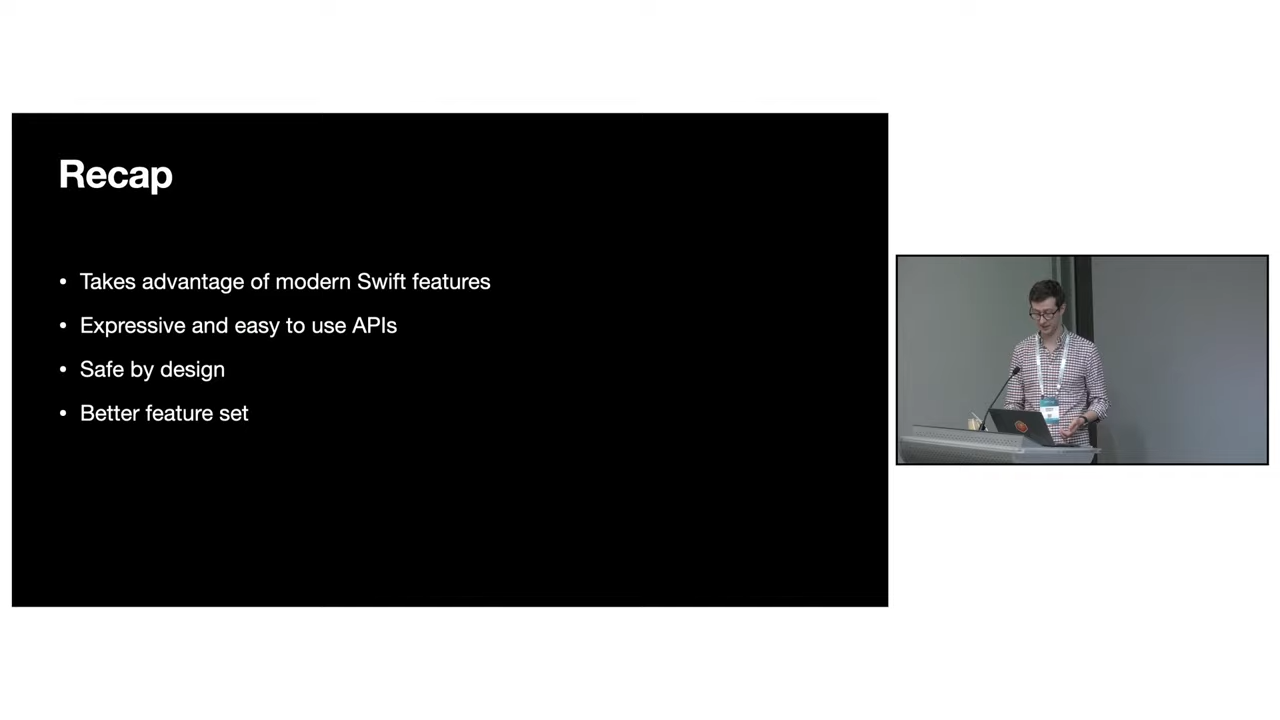 Recap
• Takes advantage of modern Swift features
• Expressive and easy to use APIs
• Safe by design
• Better feature set